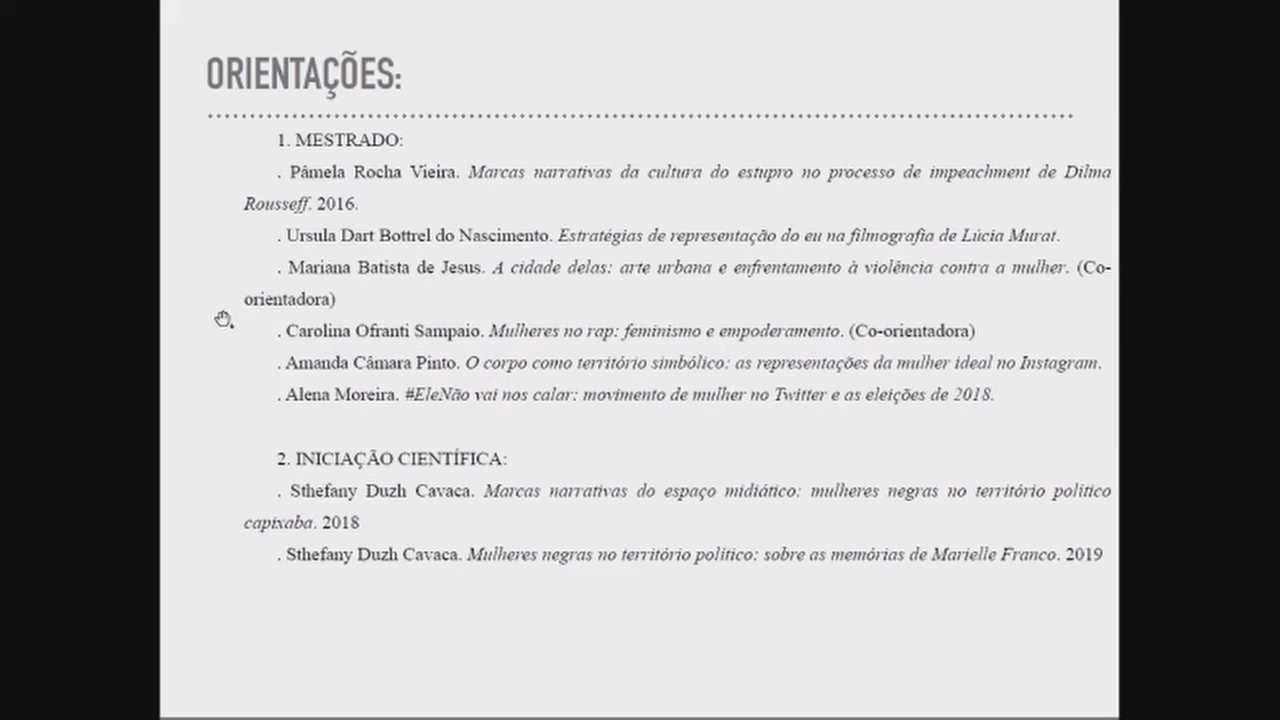 ORIENTAÇÕES:
1. MESTRADO:
. Pâmela Rocha Vieira. Marcas narrativas da cultura do estupro no processo de impeachment de Dilma
Rousseff. 2016.
. Ursula Dart Bottrel do Nascimento. Estratégias de representação do eu na filmografia de Lúcia Murat.
. Mariana Batista de Jesus. A cidade delas: arte urbana e enfrentamento à violência contra a mulher. (Co-
orientadora)
. Carolina Ofranti Sampaio. Mulheres no rap: feminismo e empoderamento. (Co-orientadora)
. Amanda Câmara Pinto. O corpo como território simbólico: as representações da mulher ideal no Instagram.
. Alena Moreira. #EleNão vai nos calar: movimento de mulher no Twitter e as eleições de 2018.
2. INICIAÇÃO CIENTÍFICA:
. Sthefany Duzh Cavaca. Marcas narrativas do espaço midiático: mulheres negras no território político
capixaba. 2018
. Sthefany Duzh Cavaca. Mulheres negras no território político: sobre as memórias de Marielle Franco. 2019